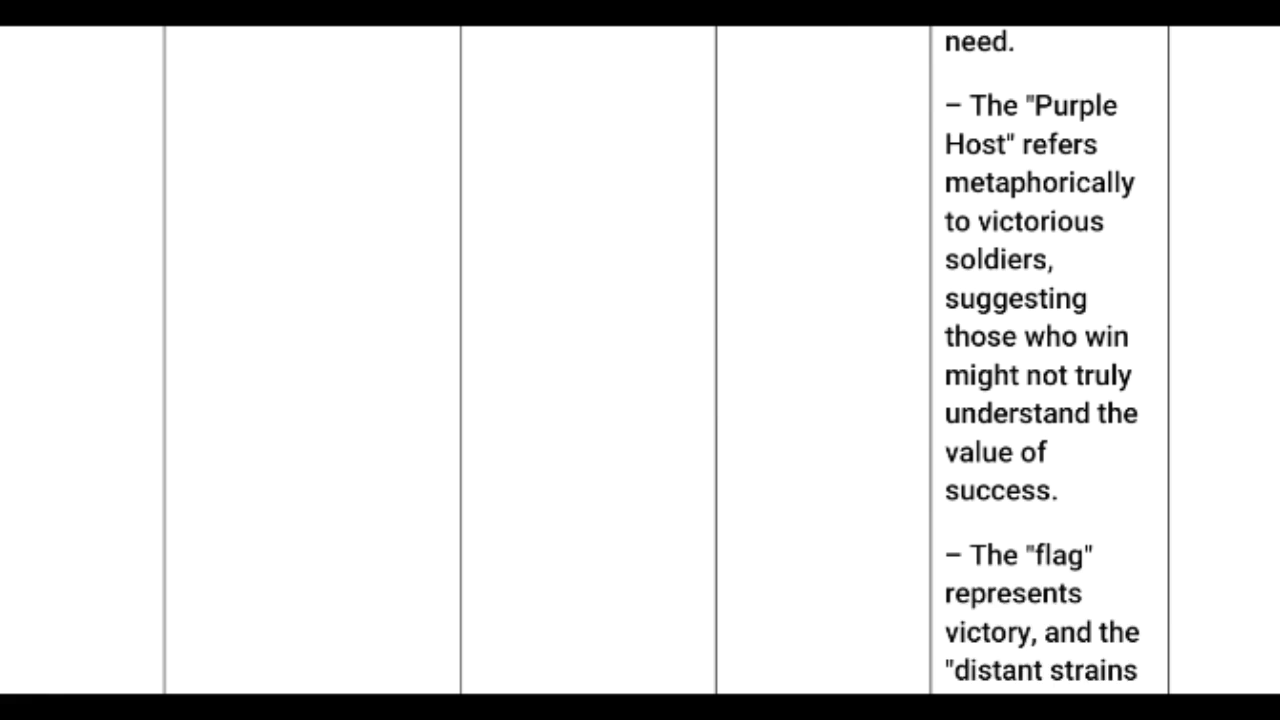 need.
– The "Purple
Host" refers
metaphorically
to victorious
soldiers,
suggesting
those who win
might not truly
understand the
value of
success.
– The "flag"
represents
victory, and the
"distant strains